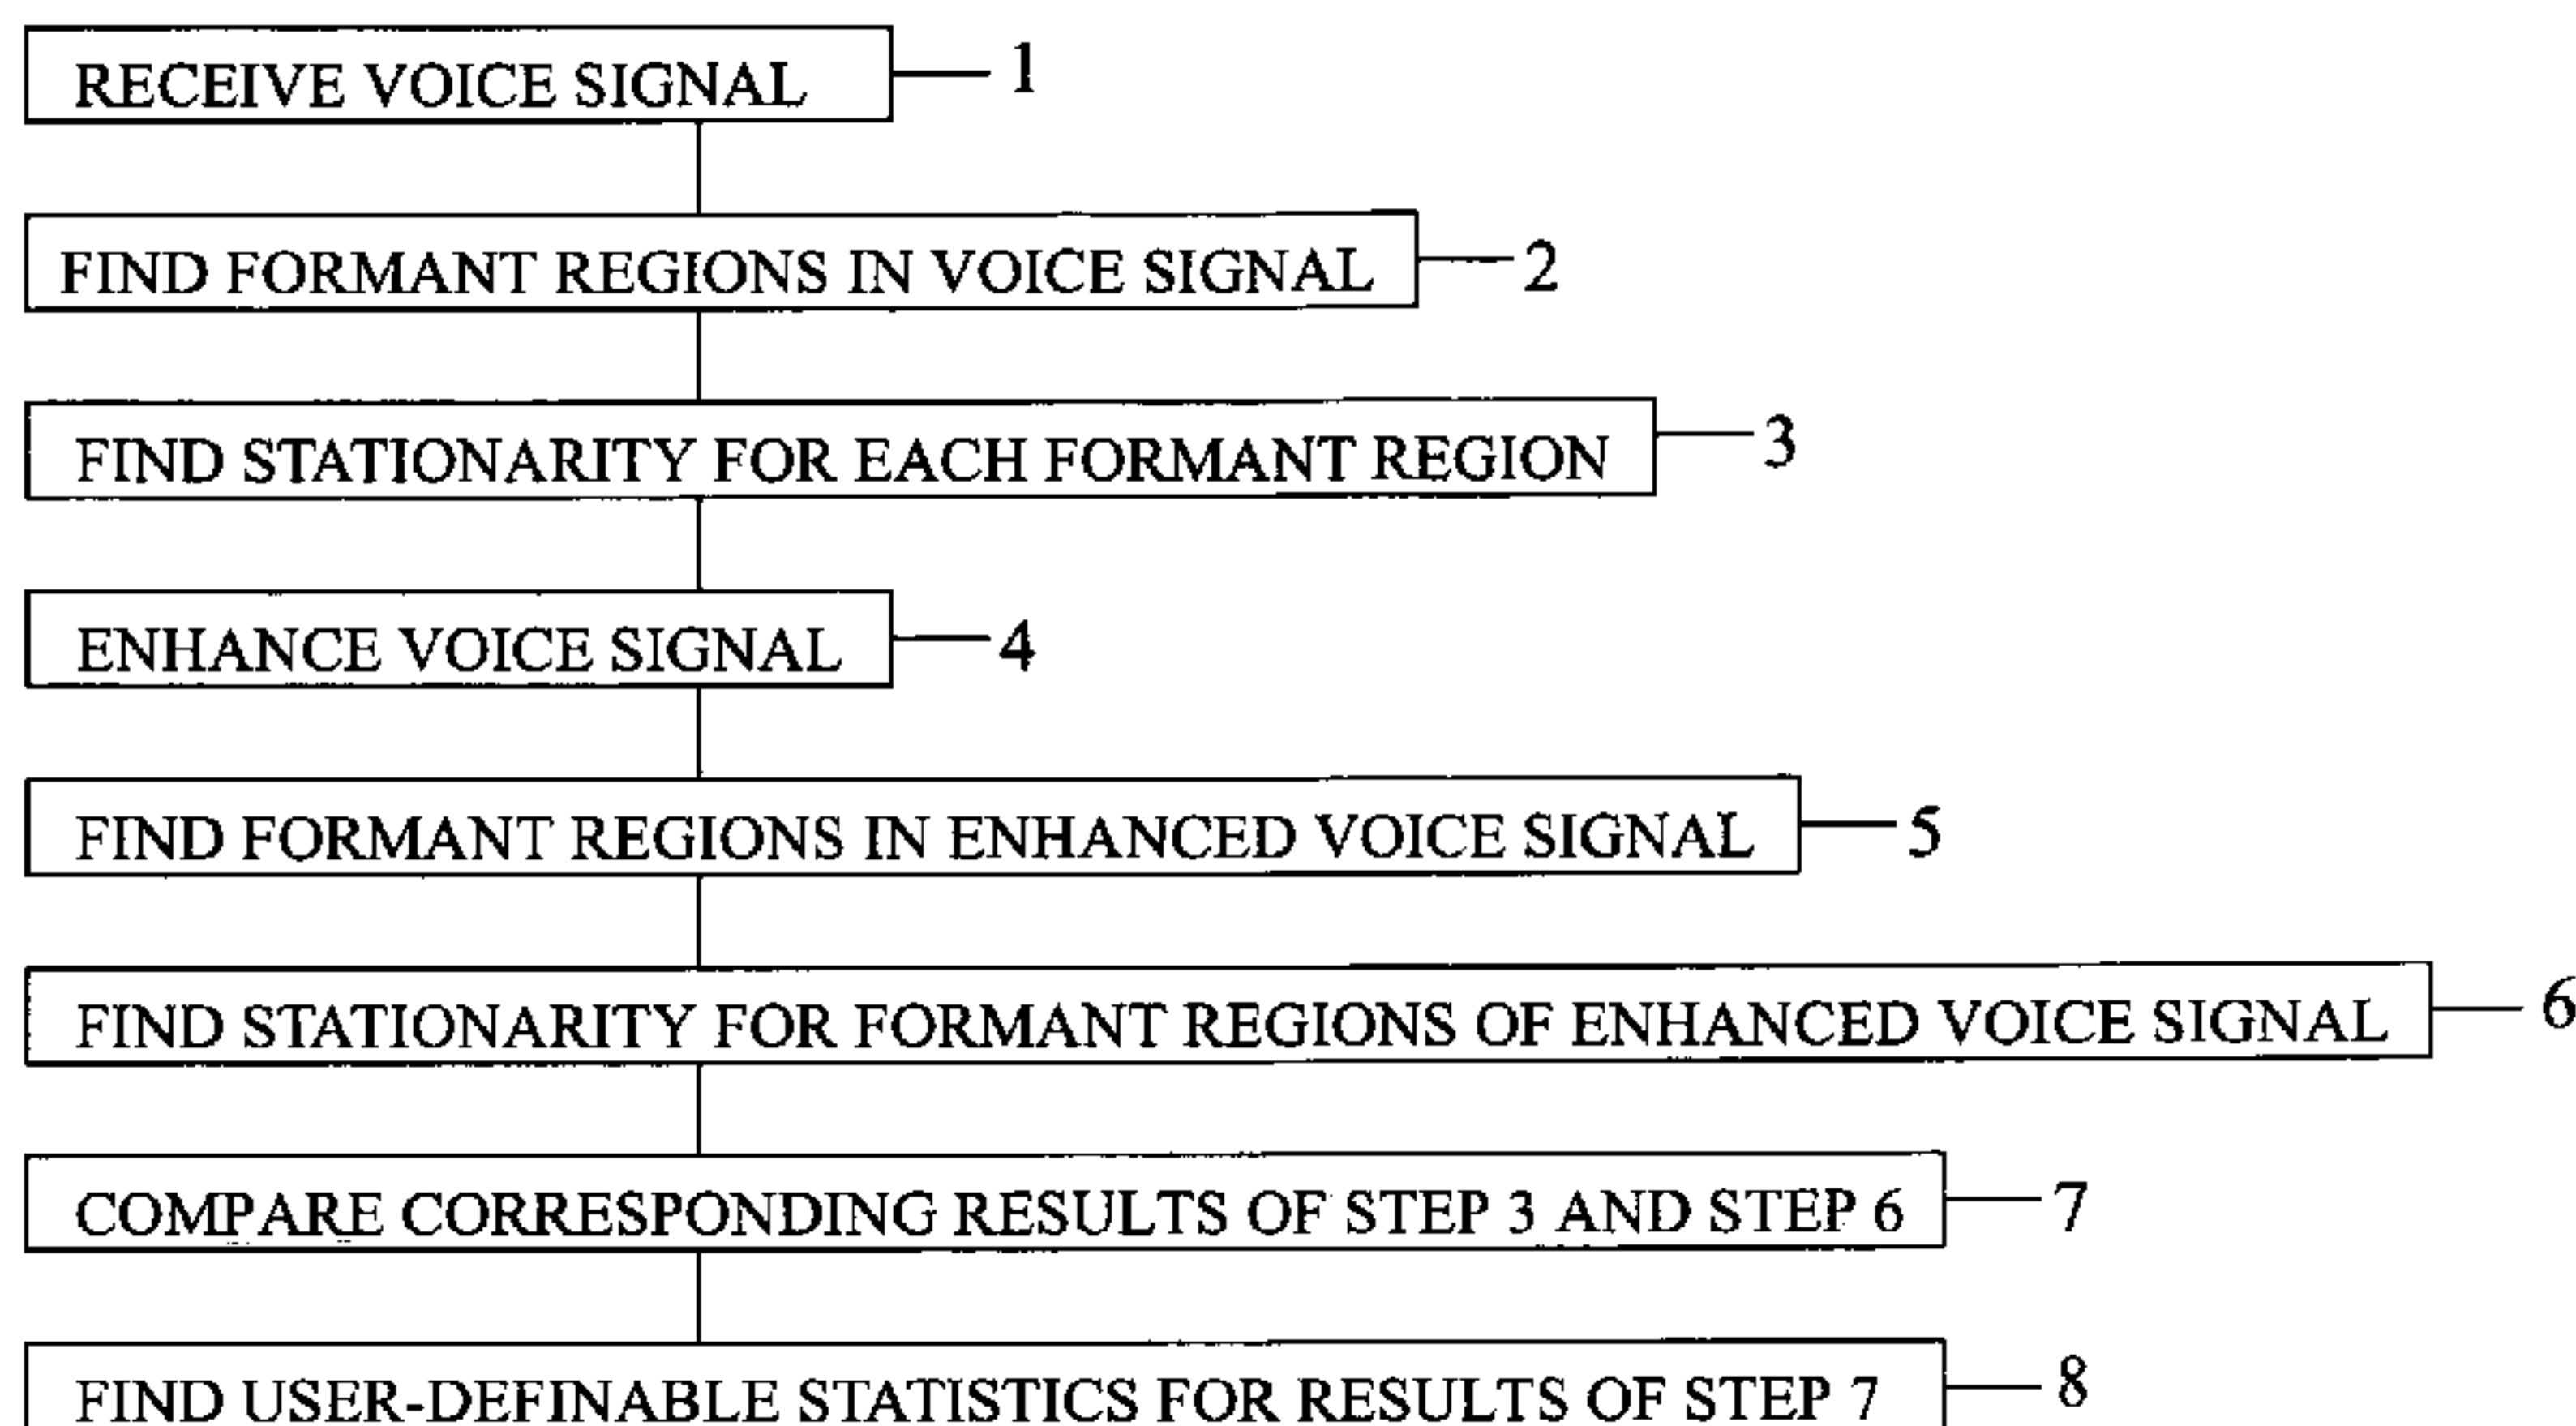 RECEIVE VOICE SIGNAL 1
FIND FORMANT REGIONS IN VOICE SIGNAL 2
FIND STATIONARITY FOR EACH FORMANT REGION 3
ENHANCE VOICE SIGNAL 4
FIND FORMANT REGIONS IN ENHANCED VOICE SIGNAL 5
FIND STATIONARITY FOR FORMANT REGIONS OF ENHANCED VOICE SIGNAL 6
COMPARE CORRESPONDING RESULTS OF STEP 3 AND STEP 6 7
FIND USER-DEFINABLE STATISTICS FOR RESULTS OF STEP 7 8